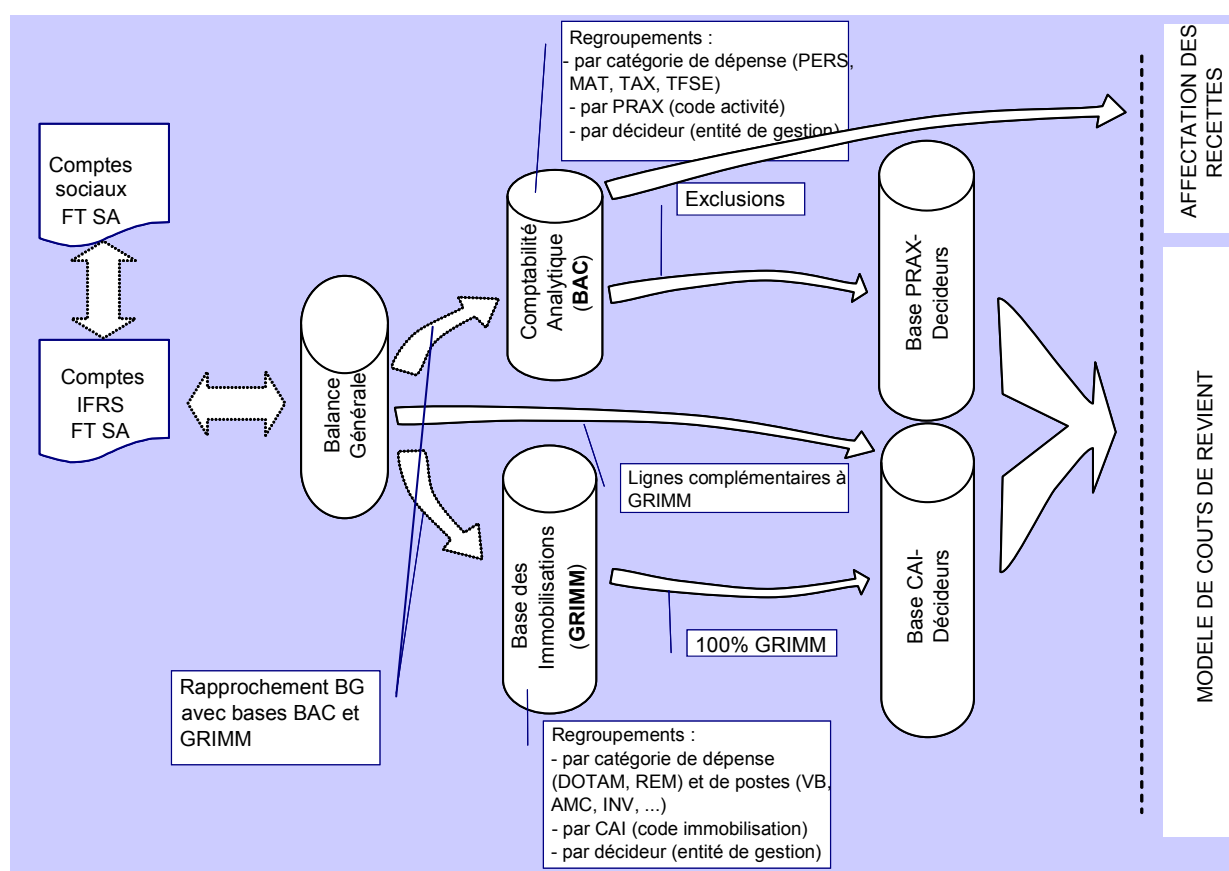 Regroupements :
- par catégorie de dépense (PERS,
MAT, TAX, TFSE)
- par PRAX (code activité)
- par décideur (entité de gestion)
AFFECTATION DES
RECETTES
Comptes
sociaux
FT SA
Exclusions
Comptabilité
Analytique
(BAC)
Base PRAX-
Decideurs
Comptes
IFRS
FT SA
Balance
Générale
Lignes complémentaires à
GRIMM
Base des
Immobilisations
(GRIMM)
Base CAI-
Décideurs
MODELE DE COUTS DE REVIENT
100% GRIMM
Rapprochement BG
avec bases BAC et
GRIMM
Regroupements :
- par catégorie de dépense
(DOTAM, REM) et de postes (VB,
AMC, INV, ...)
- par CAI (code immobilisation)
- par décideur (entité de gestion)